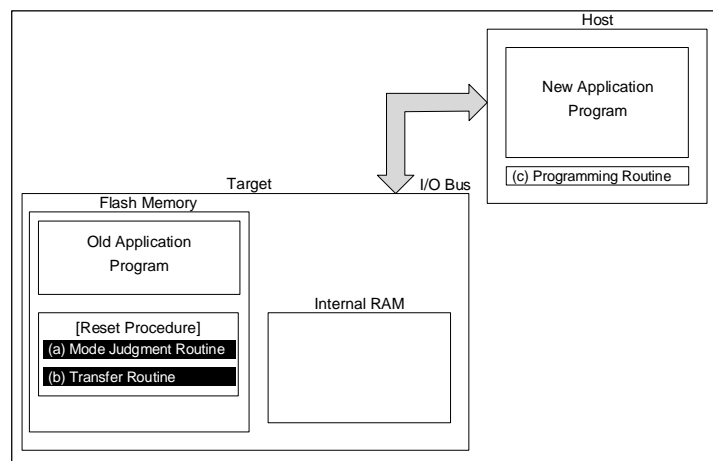 Host
New Application
Program
(c) Programming Routine
Target
I/O Bus
Flash Memory
Old Application
Program
[Reset Procedure]
(a) Mode Judgment Routine
(b) Transfer Routine
Internal RAM